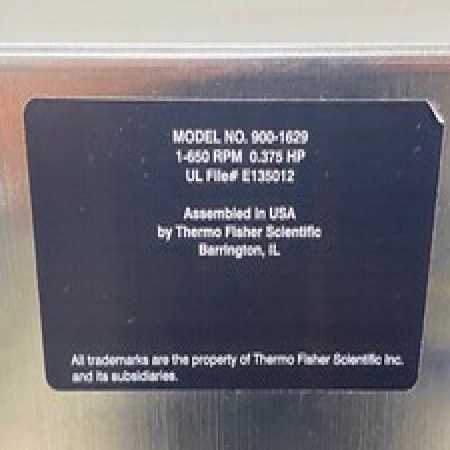 MODEL NO. 900-1629
1-650 RPM 0.375 HP
UL File# E135012
Assembled in USA
by Thermo Fisher Scientific
Barrington, IL
All trademarks are the property of Thermo Fisher Scientific Inc.
and its subsidiaries.